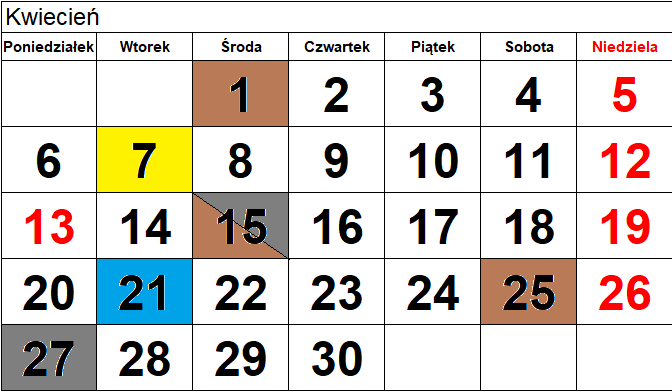 Kwiecień
Poniedziałek Wtorek Środa Czwartek Piątek Sobota Niedziela
1 2 3 4 5
6 7 8 9 10 11 12
13 14 15 16 17 18 19
20 21 22 23 24 25 26
27 28 29 30